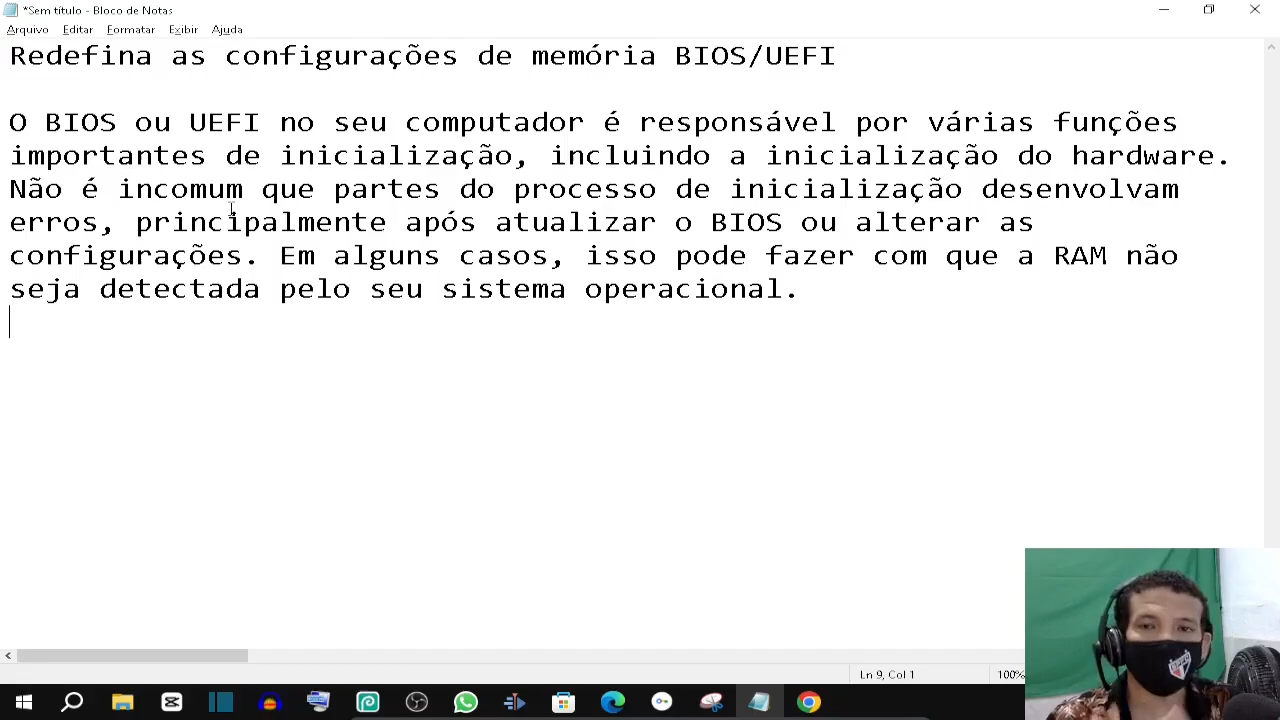 *Sem título - Bloco de Notas
Arquivo Editar Formatar Exibir Ajuda
Redefina as configurações de memória BIOS/UEFI
O BIOS ou UEFI no seu computador é responsável por várias funções
importantes de inicialização, incluindo a inicialização do hardware.
Não é incomum que partes do processo de inicialização desenvolvam
erros, principalmente após atualizar o BIOS ou alterar as
configurações. Em alguns casos, isso pode fazer com que a RAM não
seja detectada pelo seu sistema operacional.
Ln 9, Col 1 100%